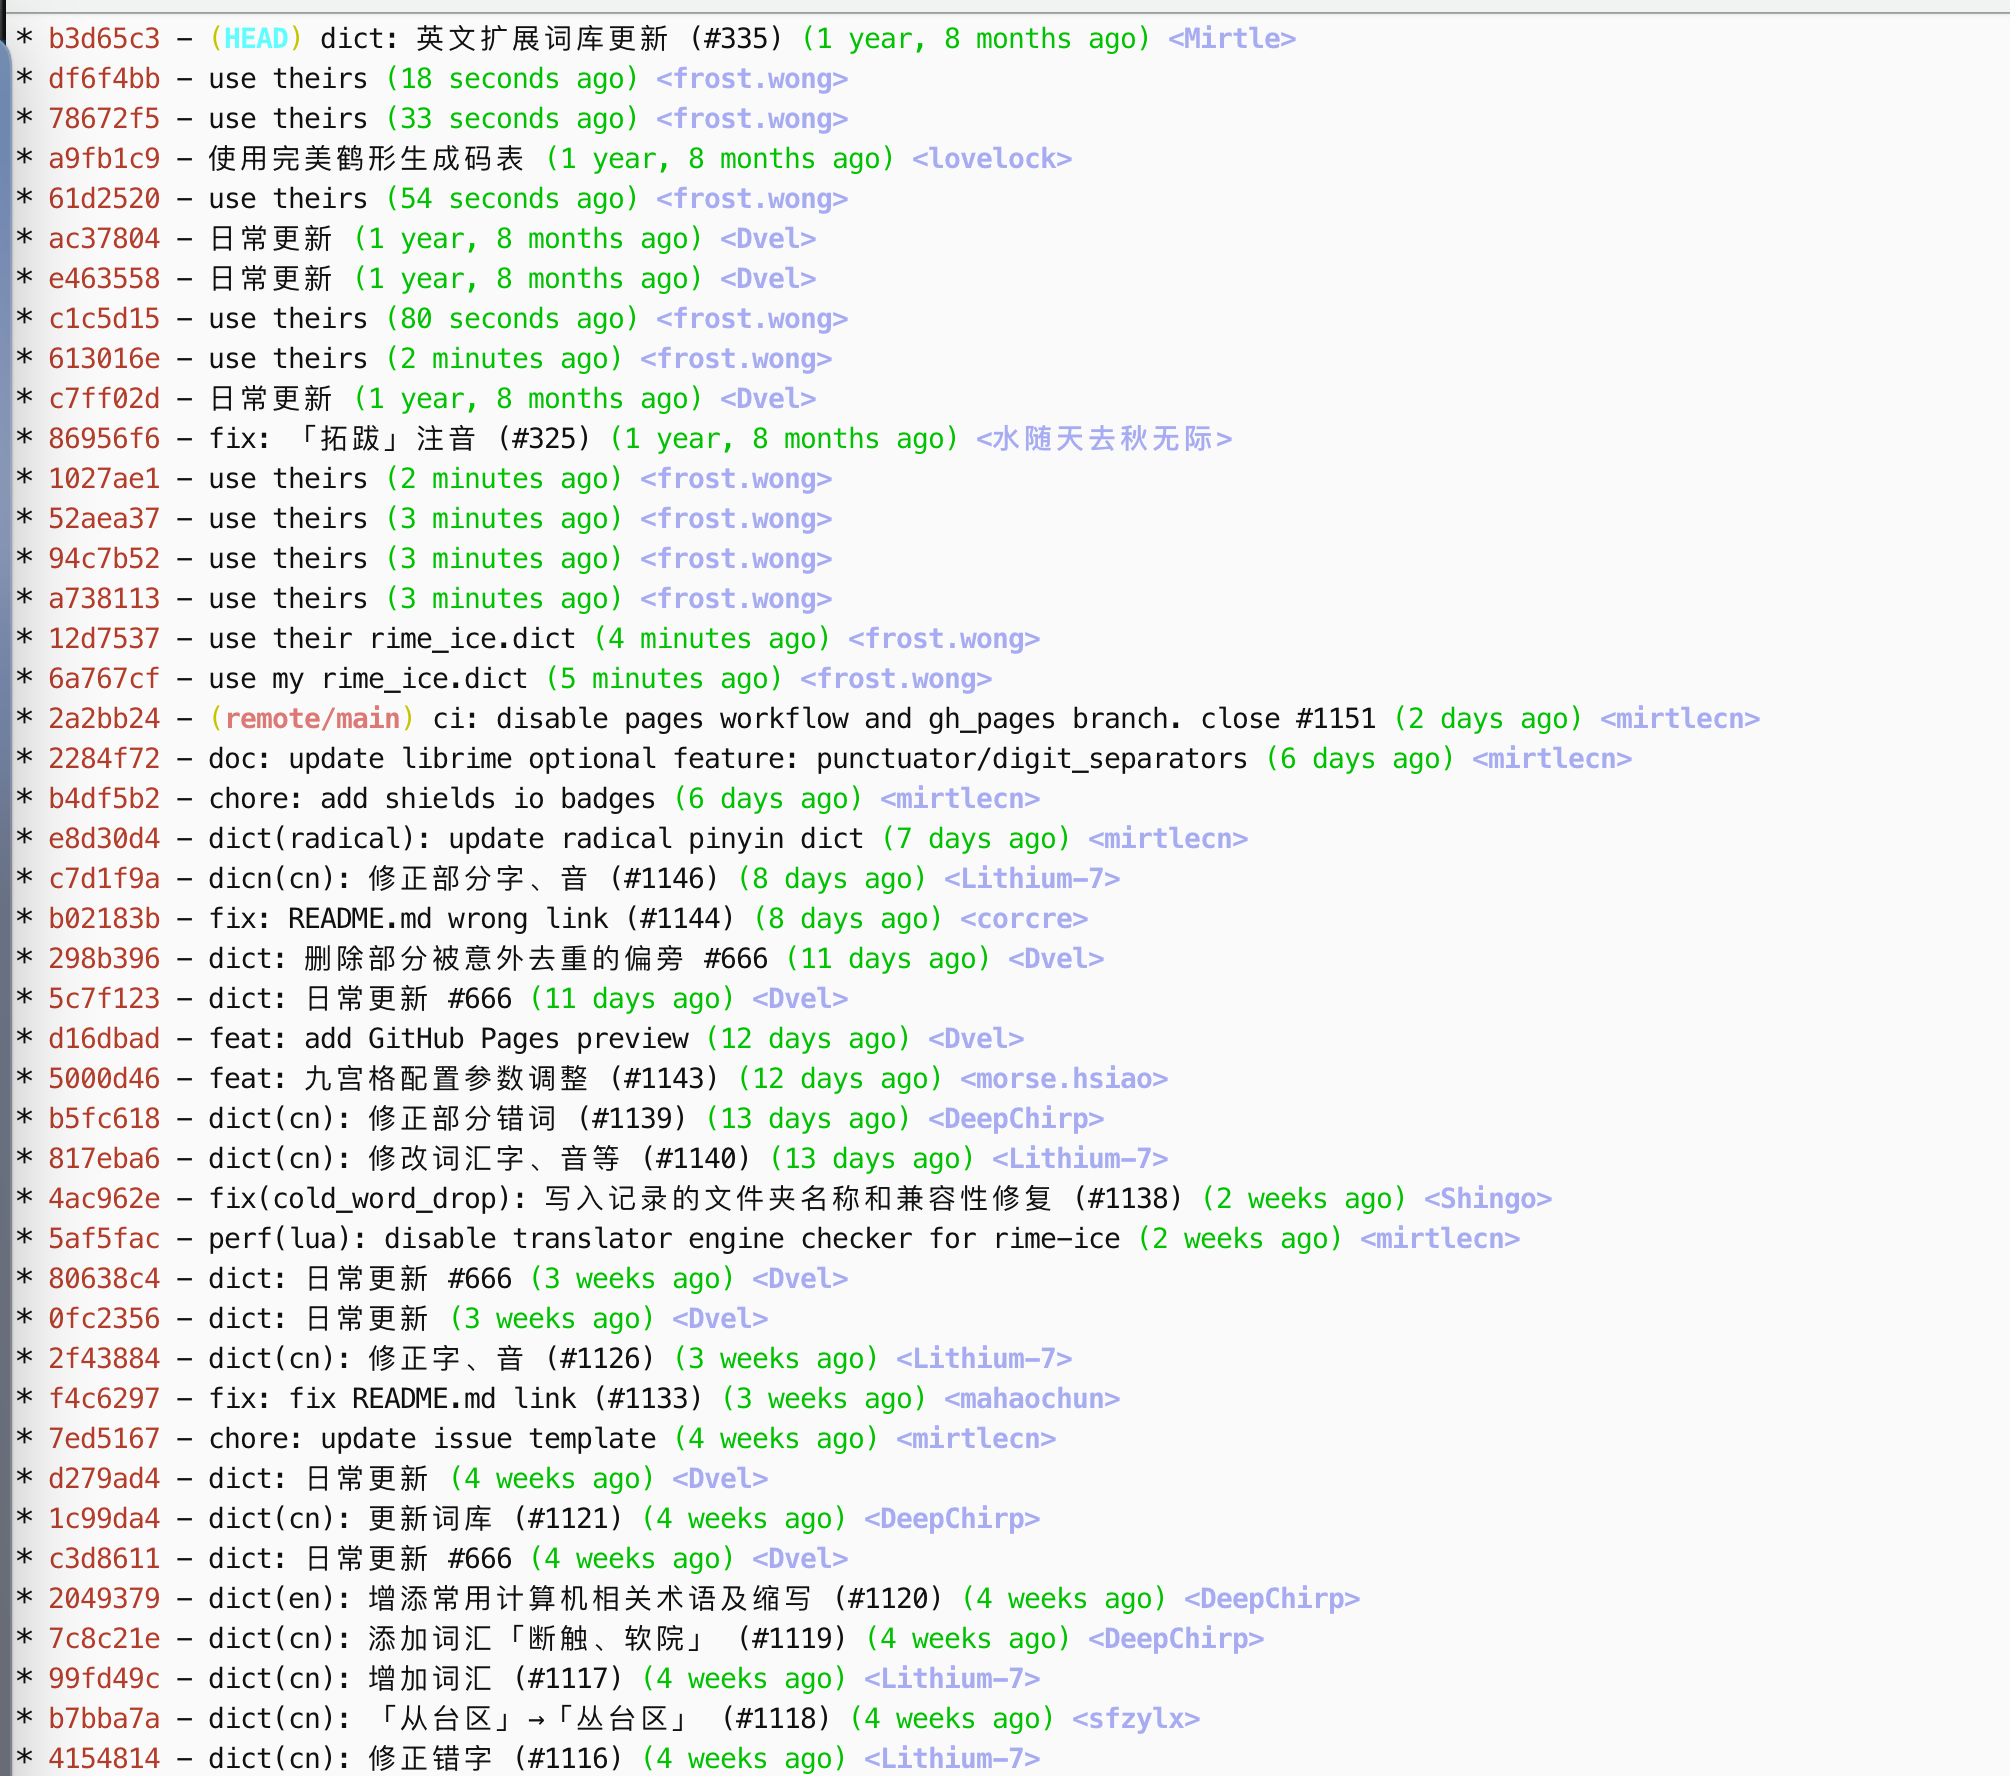 * b3d65c3 - (HEAD) dict: 英文扩展词库更新 (#335) (1 year, 8 months ago) <Mirtle>
* df6f4bb - use theirs (18 seconds ago) <frost.wong>
* 78672f5 - use theirs (33 seconds ago) <frost.wong>
* a9fb1c9 - 使用完美鹤形生成码表 (1 year, 8 months ago) <lovelock>
* 61d2520 - use theirs (54 seconds ago) <frost.wong>
* ac37804 - 日常更新 (1 year, 8 months ago) <Dvel>
* e463558 - 日常更新 (1 year, 8 months ago) <Dvel>
* c1c5d15 - use theirs (80 seconds ago) <frost.wong>
* 613016e - use theirs (2 minutes ago) <frost.wong>
* c7ff02d - 日常更新 (1 year, 8 months ago) <Dvel>
* 86956f6 - fix: 「拓跋」注音 (#325) (1 year, 8 months ago) <水随天去秋无际>
* 1027ae1 - use theirs (2 minutes ago) <frost.wong>
* 52aea37 - use theirs (3 minutes ago) <frost.wong>
* 94c7b52 - use theirs (3 minutes ago) <frost.wong>
* a738113 - use theirs (3 minutes ago) <frost.wong>
* 12d7537 - use their rime_ice.dict (4 minutes ago) <frost.wong>
* 6a767cf - use my rime_ice.dict (5 minutes ago) <frost.wong>
* 2a2bb24 - (remote/main) ci: disable pages workflow and gh_pages branch. close #1151 (2 days ago) <mirtlecn>
* 2284f72 - doc: update librime optional feature: punctuator/digit_separators (6 days ago) <mirtlecn>
* b4df5b2 - chore: add shields io badges (6 days ago) <mirtlecn>
* e8d30d4 - dict(radical): update radical pinyin dict (7 days ago) <mirtlecn>
* c7d1f9a - dicn(cn): 修正部分字、音 (#1146) (8 days ago) <Lithium-7>
* b02183b - fix: README.md wrong link (#1144) (8 days ago) <corcre>
* 298b396 - dict: 删除部分被意外去重的偏旁 #666 (11 days ago) <Dvel>
* 5c7f123 - dict: 日常更新 #666 (11 days ago) <Dvel>
* d16dbad - feat: add GitHub Pages preview (12 days ago) <Dvel>
* 5000d46 - feat: 九宫格配置参数调整 (#1143) (12 days ago) <morse.hsiao>
* b5fc618 - dict(cn): 修正部分错词 (#1139) (13 days ago) <DeepChirp>
* 817eba6 - dict(cn): 修改词汇字、音等 (#1140) (13 days ago) <Lithium-7>
* 4ac962e - fix(cold_word_drop): 写入记录的文件夹名称和兼容性修复 (#1138) (2 weeks ago) <Shingo>
* 5af5fac - perf(lua): disable translator engine checker for rime-ice (2 weeks ago) <mirtlecn>
* 80638c4 - dict: 日常更新 #666 (3 weeks ago) <Dvel>
* 0fc2356 - dict: 日常更新 (3 weeks ago) <Dvel>
* 2f43884 - dict(cn): 修正字、音 (#1126) (3 weeks ago) <Lithium-7>
* f4c6297 - fix: fix README.md link (#1133) (3 weeks ago) <mahaochun>
* 7ed5167 - chore: update issue template (4 weeks ago) <mirtlecn>
* d279ad4 - dict: 日常更新 (4 weeks ago) <Dvel>
* 1c99da4 - dict(cn): 更新词库 (#1121) (4 weeks ago) <DeepChirp>
* c3d8611 - dict: 日常更新 #666 (4 weeks ago) <Dvel>
* 2049379 - dict(en): 增添常用计算机相关术语及缩写 (#1120) (4 weeks ago) <DeepChirp>
* 7c8c21e - dict(cn): 添加词汇「断触、软院」 (#1119) (4 weeks ago) <DeepChirp>
* 99fd49c - dict(cn): 增加词汇 (#1117) (4 weeks ago) <Lithium-7>
* b7bba7a - dict(cn): 「从台区」→「丛台区」 (#1118) (4 weeks ago) <sfzylx>
* 4154814 - dict(cn): 修正错字 (#1116) (4 weeks ago) <Lithium-7>